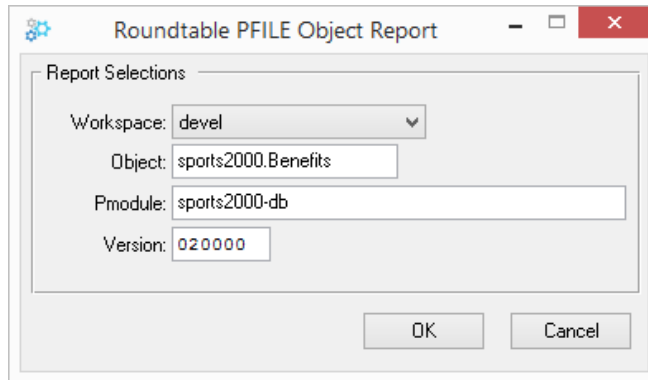 Roundtable PFILE Object Report
Report Selections
Workspace: devel
Object: sports2000.Benefits
Pmodule: sports2000-db
Version: 020000
OK Cancel